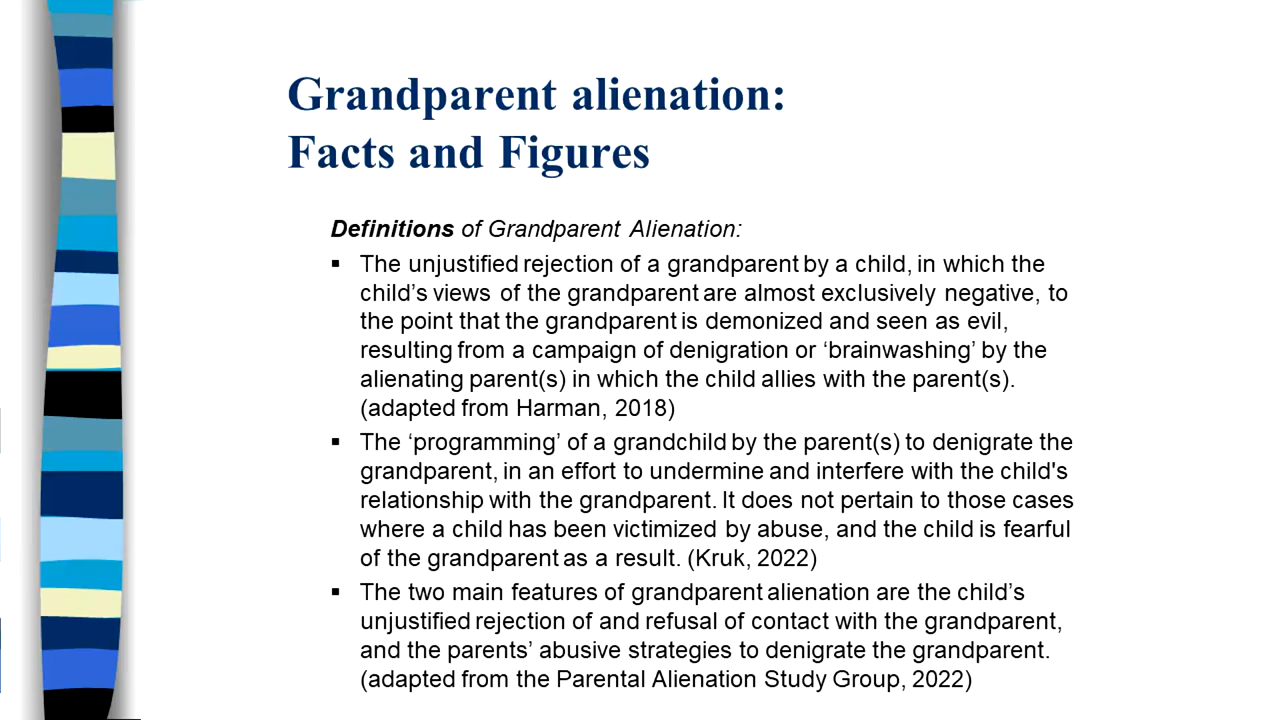 Grandparent alienation:
Facts and Figures
Definitions of Grandparent Alienation:
▪ The unjustified rejection of a grandparent by a child, in which the
child’s views of the grandparent are almost exclusively negative, to
the point that the grandparent is demonized and seen as evil,
resulting from a campaign of denigration or ‘brainwashing’ by the
alienating parent(s) in which the child allies with the parent(s).
(adapted from Harman, 2018)
▪ The ‘programming’ of a grandchild by the parent(s) to denigrate the
grandparent, in an effort to undermine and interfere with the child's
relationship with the grandparent. It does not pertain to those cases
where a child has been victimized by abuse, and the child is fearful
of the grandparent as a result. (Kruk, 2022)
▪ The two main features of grandparent alienation are the child’s
unjustified rejection of and refusal of contact with the grandparent,
and the parents’ abusive strategies to denigrate the grandparent.
(adapted from the Parental Alienation Study Group, 2022)